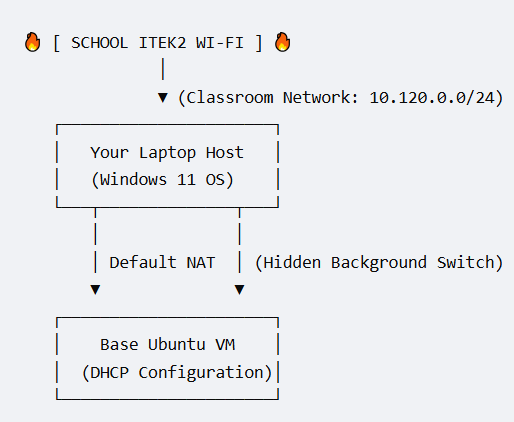 🔥 [ SCHOOL ITEK2 WI-FI ] 🔥
▼ (Classroom Network: 10.120.0.0/24)
Your Laptop Host
(Windows 11 OS)
Default NAT (Hidden Background Switch)
▼ ▼
Base Ubuntu VM
(DHCP Configuration)